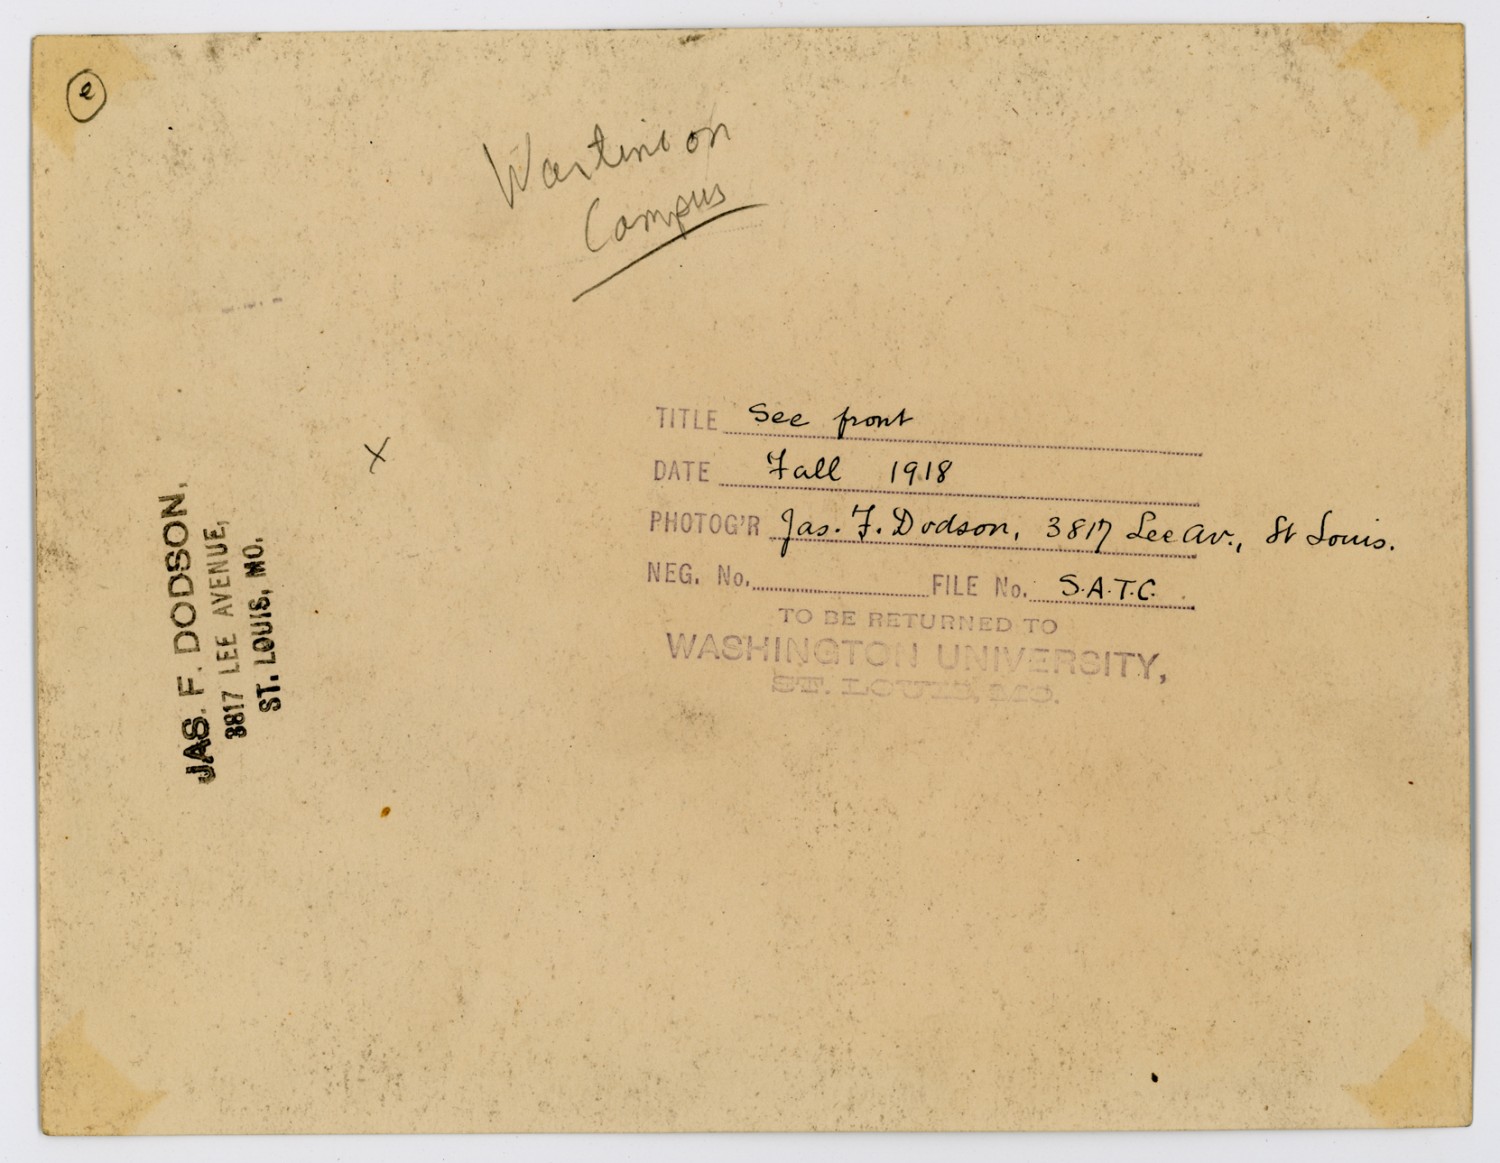 e
Wartime on
Campus
X
JAS. F. DODSON,
3817 LEE AVENUE,
ST. LOUIS, MO.
TITLE See front
DATE Fall 1918
PHOTOG'R Jas. F. Dodson, 3817 Lee Av., St Louis.
NEG. No. FILE No. S.A.T.C.
TO BE RETURNED TO
WASHINGTON UNIVERSITY,
ST. LOUIS, MO.